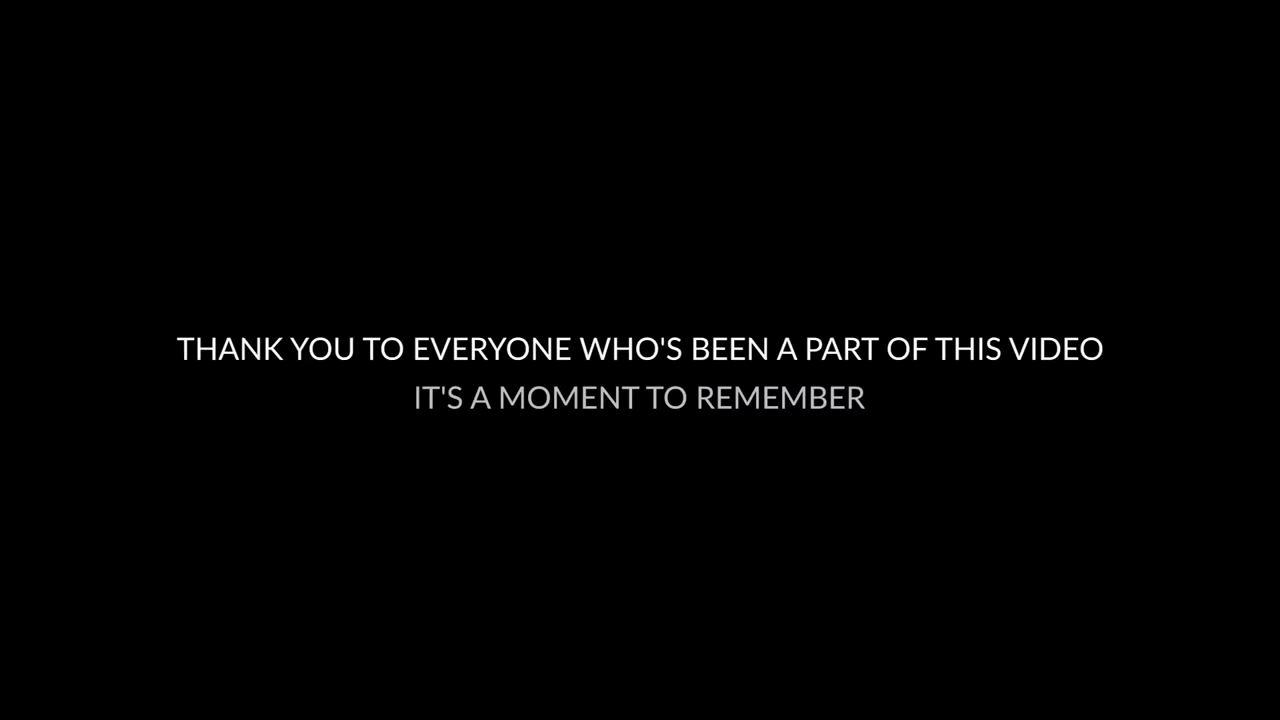 THANK YOU TO EVERYONE WHO'S BEEN A PART OF THIS VIDEO
IT'S A MOMENT TO REMEMBER